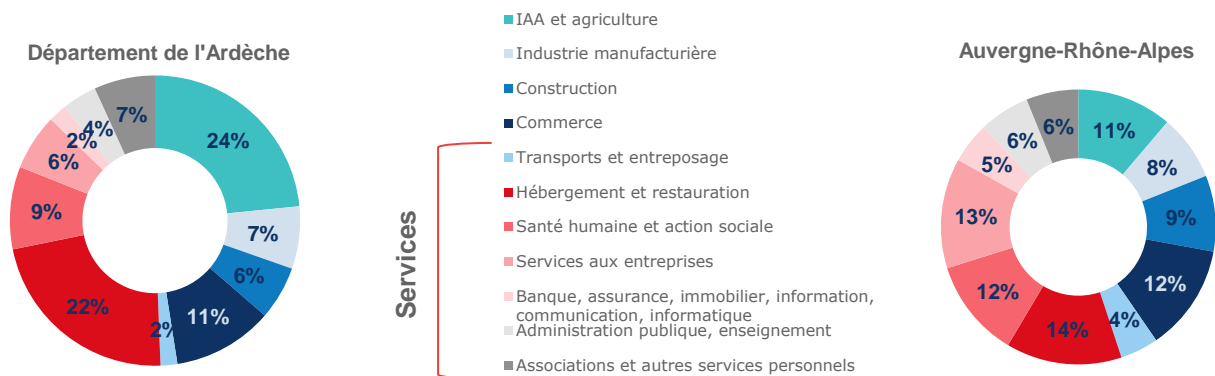 Département de l'Ardèche
24%
7%
6%
11%
2%
22%
9%
6%
2%
4%
7%
IAA et agriculture
Industrie manufacturière
Construction
Commerce
Transports et entreposage
Hébergement et restauration
Santé humaine et action sociale
Services aux entreprises
Banque, assurance, immobilier, information,
communication, informatique
Administration publique, enseignement
Associations et autres services personnels
Services
Auvergne-Rhône-Alpes
11%
8%
9%
12%
4%
14%
12%
13%
5%
6%
6%